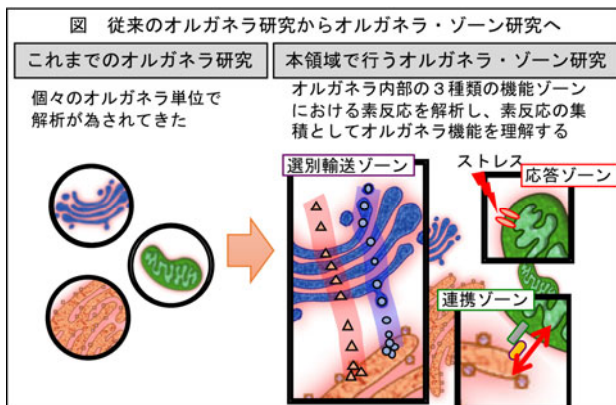 図 従来のオルガネラ研究からオルガネラ・ゾーン研究へ
これまでのオルガネラ研究
個々のオルガネラ単位で
解析が為されてきた
本領域で行うオルガネラ・ゾーン研究
オルガネラ内部の３種類の機能ゾーン
における素反応を解析し、素反応の集
積としてオルガネラ機能を理解する
選別輸送ゾーン
ストレス
応答ゾーン
連携ゾーン